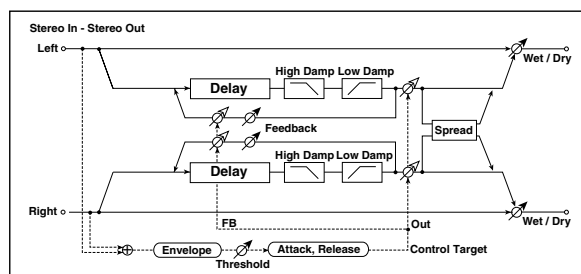 Stereo In - Stereo Out
Left
Wet / Dry
High Damp Low Damp
Delay
Feedback
Spread
High Damp Low Damp
Delay
Right
FB
Out
Wet / Dry
Envelope
Attack, Release
Control Target
Threshold